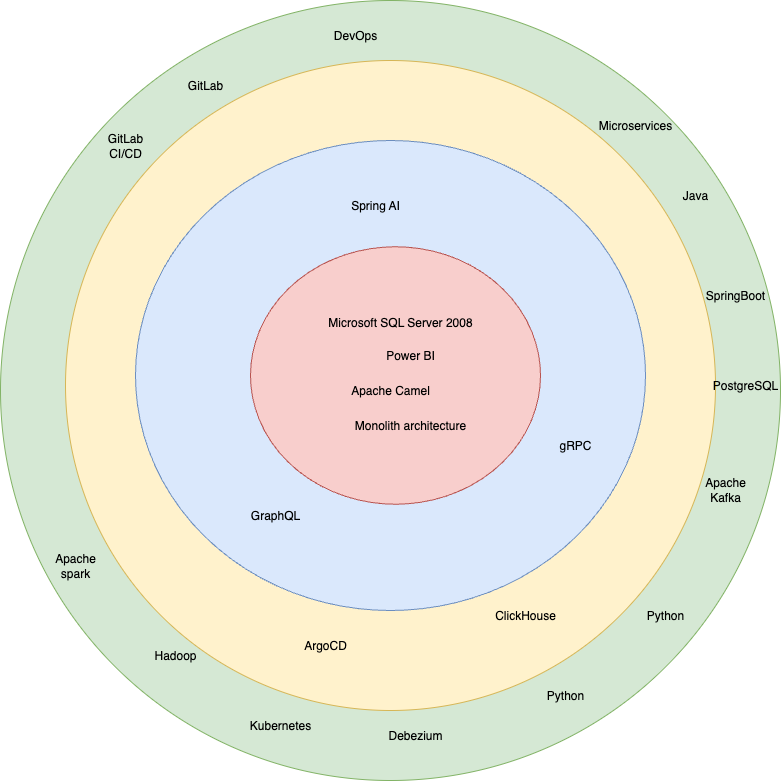 DevOps
GitLab
Microservices
GitLab
CI/CD
Java
Spring AI
SpringBoot
Microsoft SQL Server 2008
Power BI
PostgreSQL
Apache Camel
Monolith architecture
gRPC
Apache
Kafka
GraphQL
Apache
spark
ClickHouse
Python
ArgoCD
Hadoop
Python
Kubernetes
Debezium